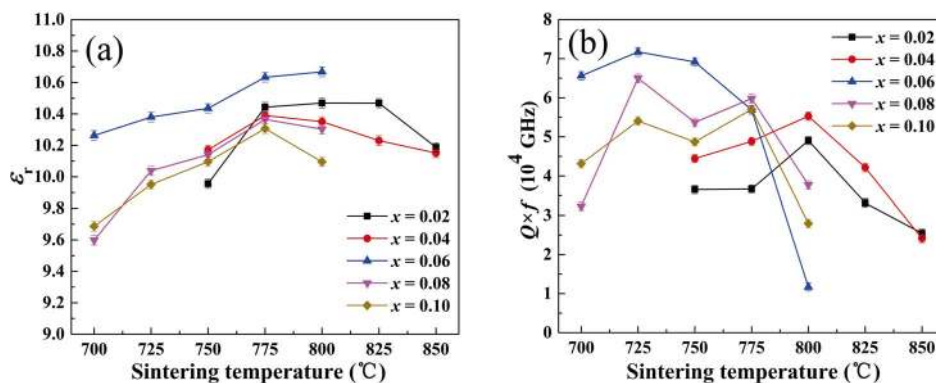 (a)
11.0
10.8
10.6
10.4
10.2
10.0
9.8
9.6
9.4
9.2
9.0
εr
x = 0.02
x = 0.04
x = 0.06
x = 0.08
x = 0.10
700 725 750 775 800 825 850
Sintering temperature (℃)
(b)
8
7
6
5
4
3
2
1
0
Q×f (10⁴ GHz)
x = 0.02
x = 0.04
x = 0.06
x = 0.08
x = 0.10
700 725 750 775 800 825 850
Sintering temperature (℃)